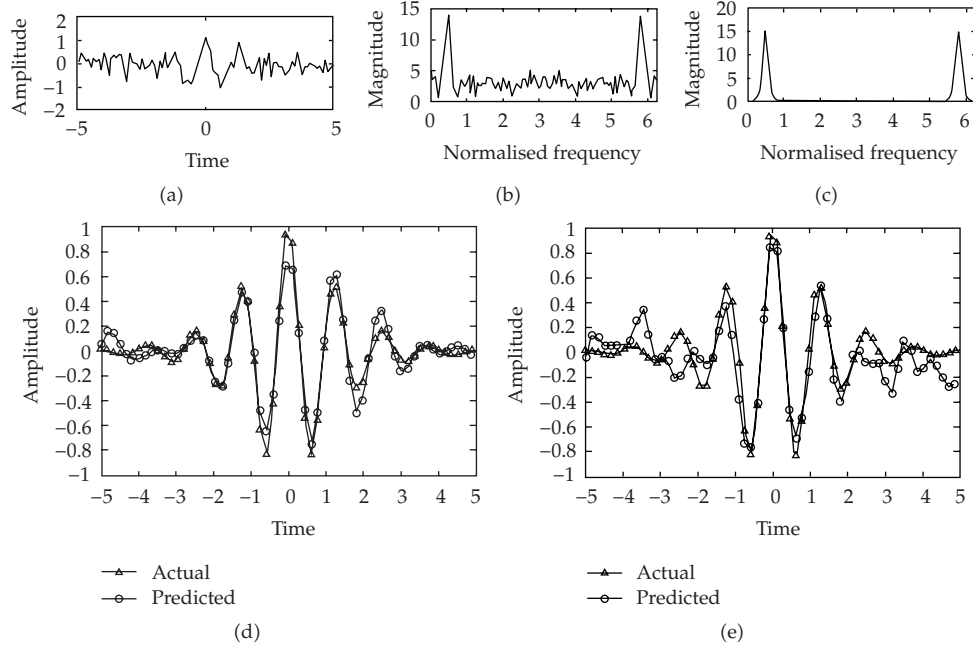 Amplitude
2
1
0
−1
−2
−5
0
5
Time
(a)
Magnitude
15
10
5
0
0 1 2 3 4 5 6
Normalised frequency
(b)
Magnitude
20
15
10
5
0
0 1 2 3 4 5 6
Normalised frequency
(c)
Amplitude
1
0.8
0.6
0.4
0.2
0
−0.2
−0.4
−0.6
−0.8
−1
−5 −4 −3 −2 −1 0 1 2 3 4 5
Time
Actual
Predicted
(d)
Amplitude
1
0.8
0.6
0.4
0.2
0
−0.2
−0.4
−0.6
−0.8
−1
−5 −4 −3 −2 −1 0 1 2 3 4 5
Time
Actual
Predicted
(e)